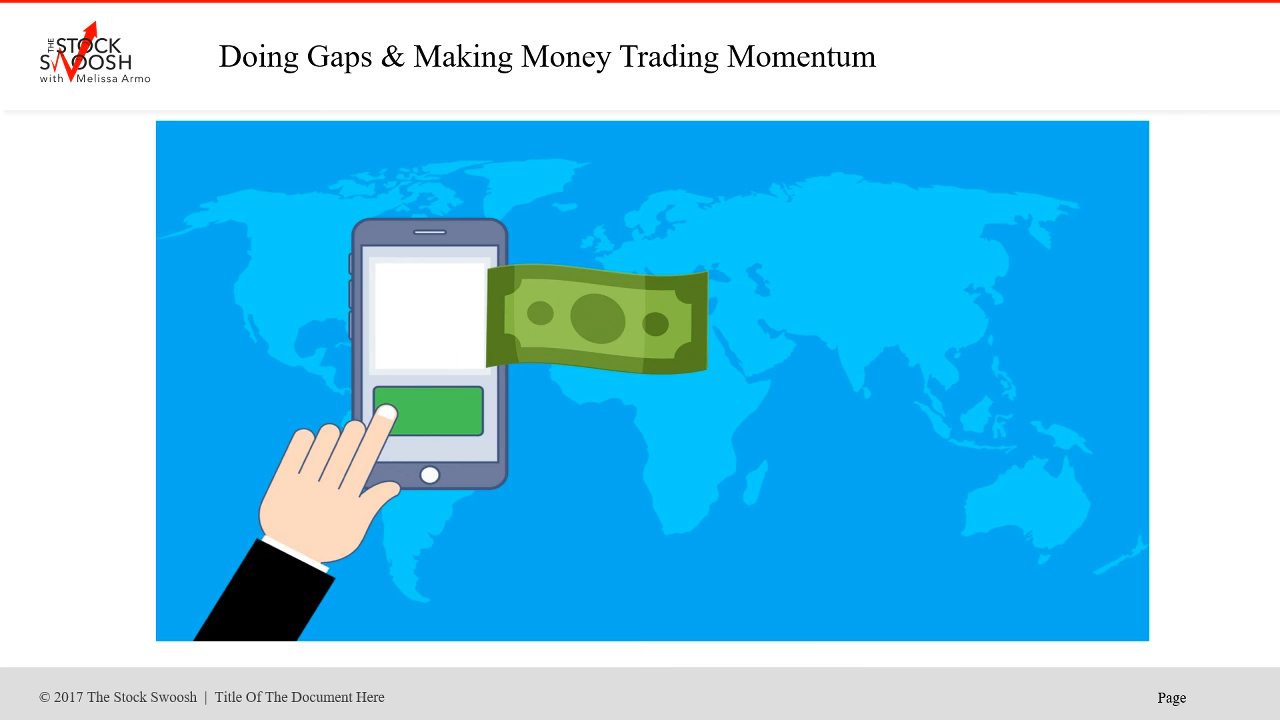 THE STOCK
SWOOSH
with Melissa Armo
Doing Gaps & Making Money Trading Momentum
© 2017 The Stock Swoosh | Title Of The Document Here
Page